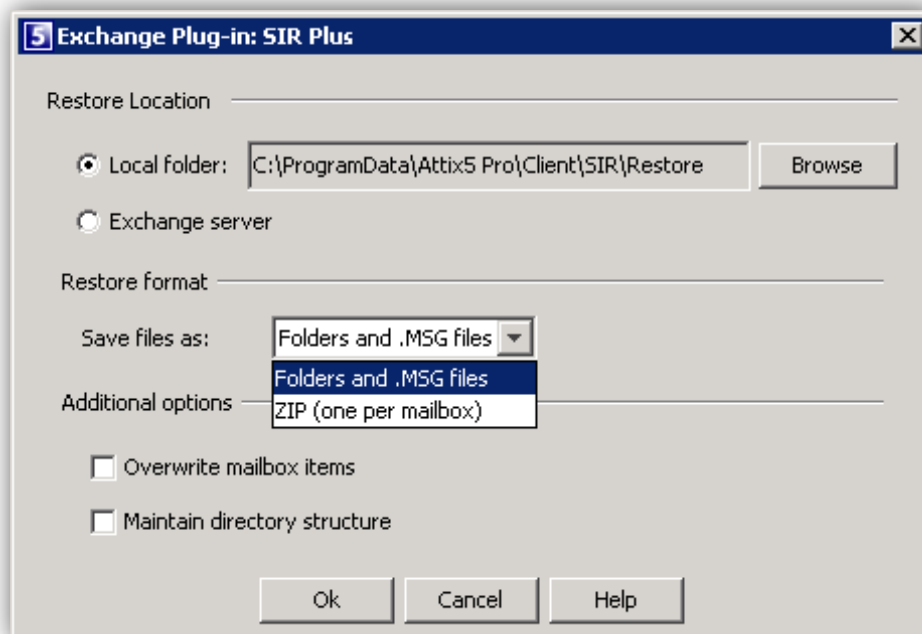 5 Exchange Plug-in: SIR Plus
Restore Location
Local folder: C:\ProgramData\Attix5 Pro\Client\SIR\Restore Browse
Exchange server
Restore format
Save files as: Folders and .MSG files
Folders and .MSG files
ZIP (one per mailbox)
Additional options
Overwrite mailbox items
Maintain directory structure
Ok Cancel Help